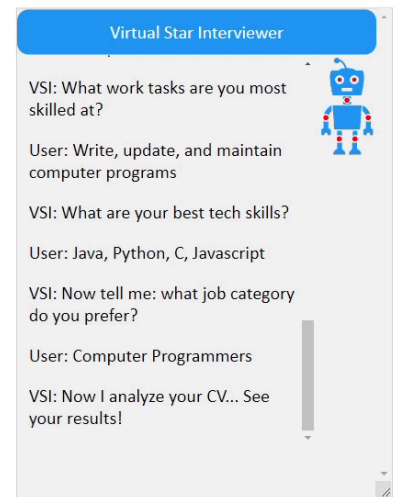 Virtual Star Interviewer
VSI: What work tasks are you most
skilled at?
User: Write, update, and maintain
computer programs
VSI: What are your best tech skills?
User: Java, Python, C, Javascript
VSI: Now tell me: what job category
do you prefer?
User: Computer Programmers
VSI: Now I analyze your CV... See
your results!